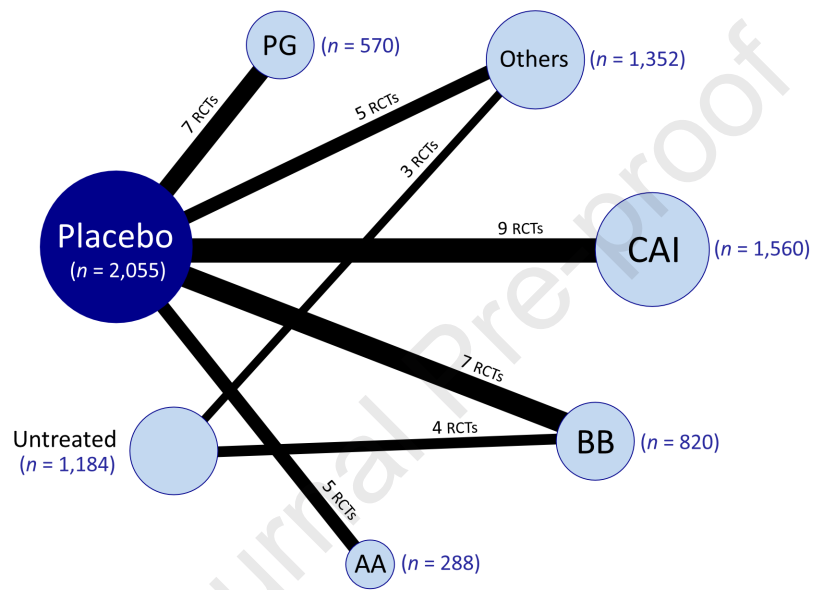 PG (n = 570)
Others (n = 1,352)
7 RCTs
5 RCTs
3 RCTs
Placebo
(n = 2,055)
9 RCTs
CAI (n = 1,560)
7 RCTs
Untreated
(n = 1,184)
4 RCTs
BB (n = 820)
5 RCTs
AA (n = 288)
urnal Pre-proof